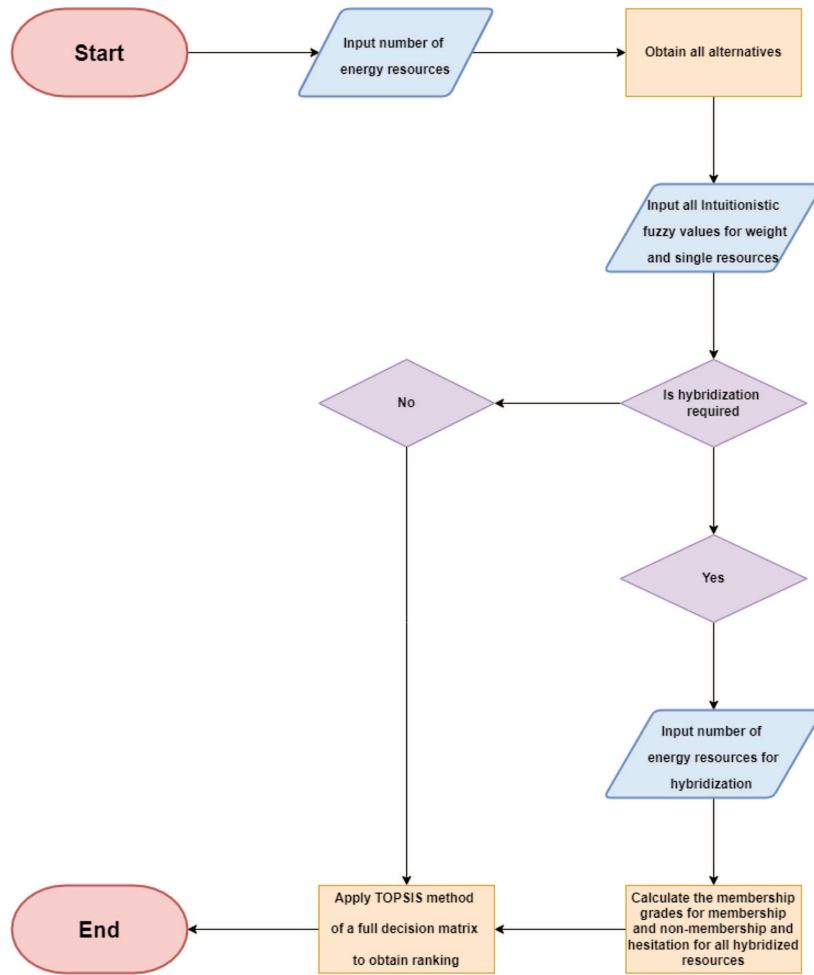 Start
Input number of
energy resources
Obtain all alternatives
Input all Intuitionistic
fuzzy values for weight
and single resources
Is hybridization
required
No
Yes
Input number of
energy resources for
hybridization
Calculate the membership
grades for membership
and non-membership and
hesitation for all hybridized
resources
Apply TOPSIS method
of a full decision matrix
to obtain ranking
End